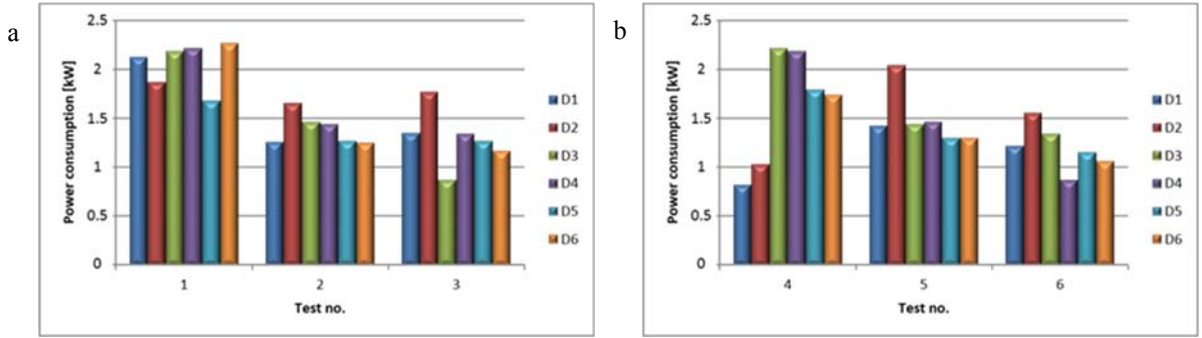 a
2.5
2
1.5
1
0.5
0
Power consumption [kW]
1 2 3
Test no.
D1
D2
D3
D4
D5
D6
b
2.5
2
1.5
1
0.5
0
Power consumption [kW]
4 5 6
Test no.
D1
D2
D3
D4
D5
D6